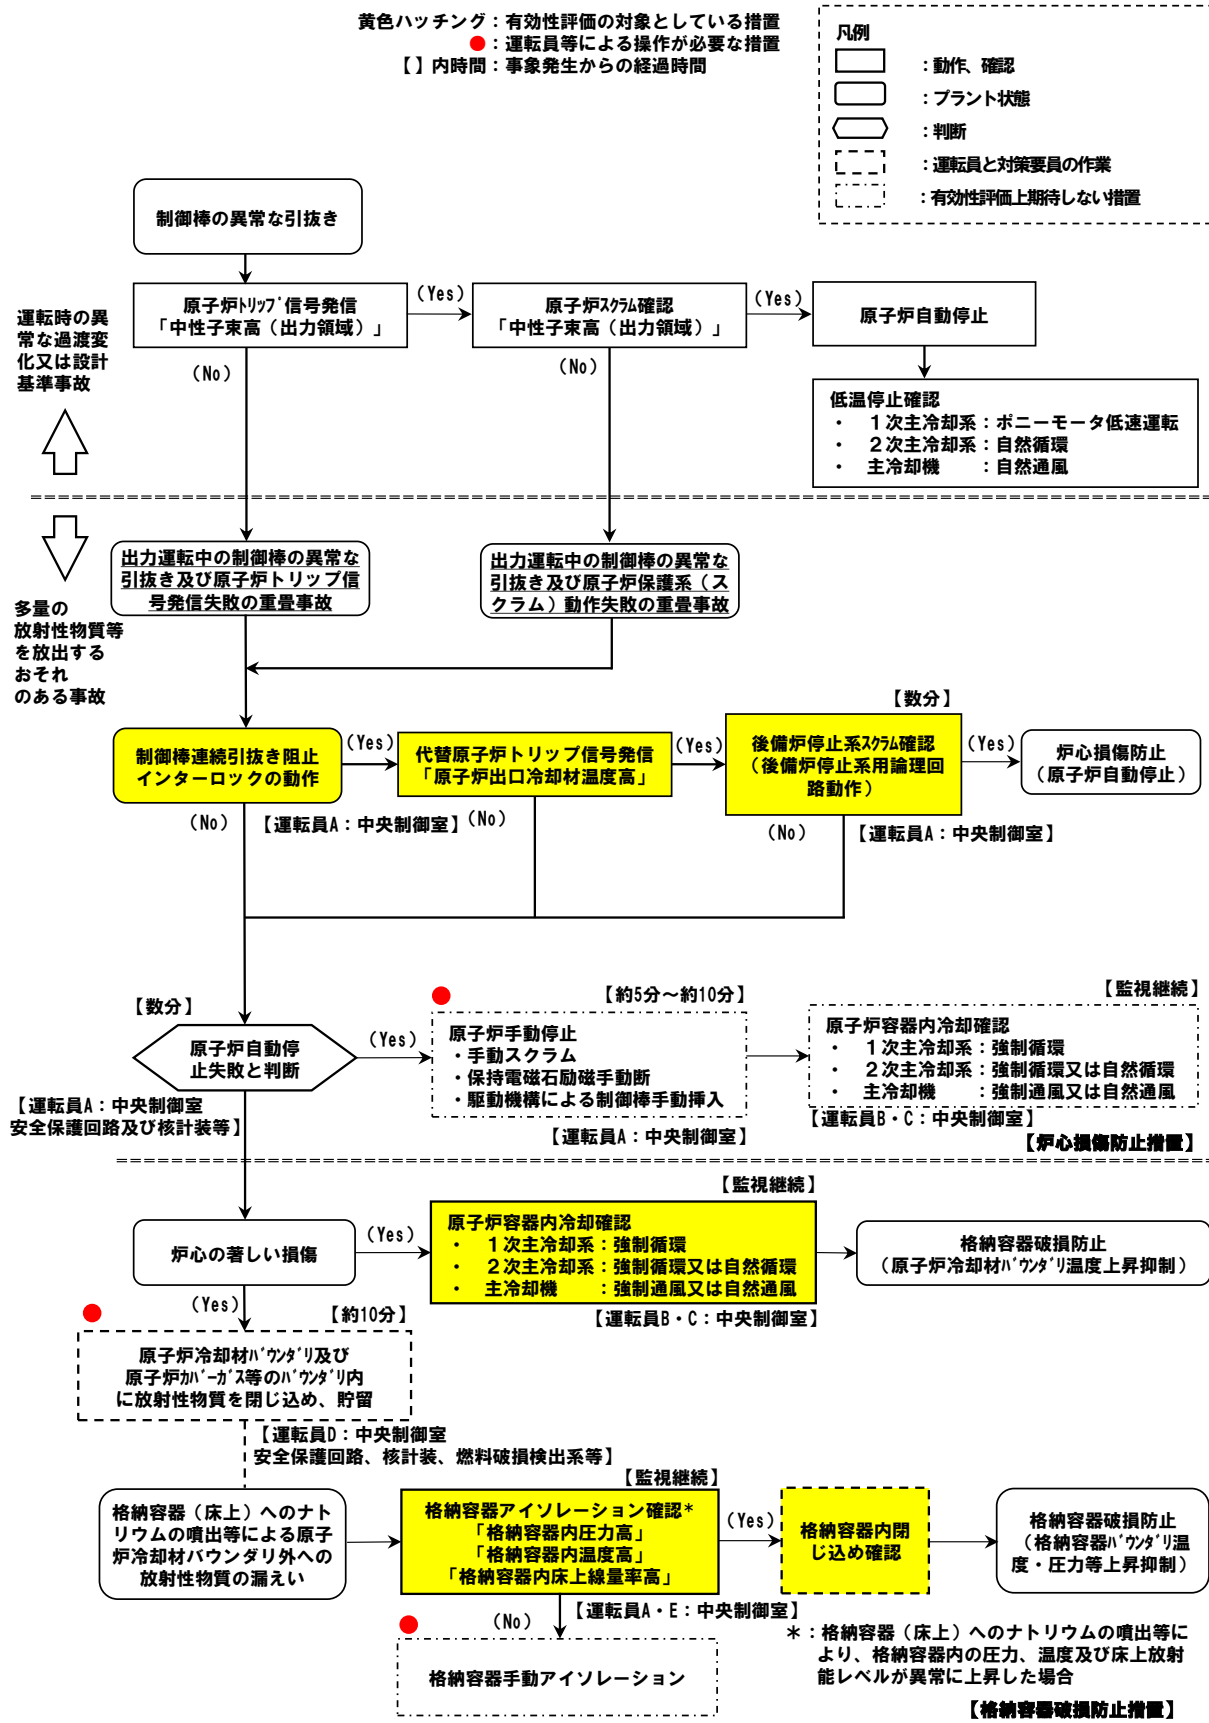 黄色ハッチング：有効性評価の対象としている措置
●：運転員等による操作が必要な措置
【 】内時間：事象発生からの経過時間
凡例
：動作、確認
：プラント状態
：判断
：運転員と対策要員の作業
：有効性評価上期待しない措置
制御棒の異常な引抜き
原子炉ﾄﾘｯﾌﾟ信号発信
「中性子束高（出力領域）」
（Yes）
原子炉ｽｸﾗﾑ確認
「中性子束高（出力領域）」
（Yes）
原子炉自動停止
運転時の異
常な過渡変
化又は設計
基準事故
（No）
（No）
低温停止確認
・ １次主冷却系：ポニーモータ低速運転
・ ２次主冷却系：自然循環
・ 主冷却機 ：自然通風
多量の
放射性物質等
を放出する
おそれ
のある事故
出力運転中の制御棒の異常な
引抜き及び原子炉トリップ信
号発信失敗の重畳事故
出力運転中の制御棒の異常な
引抜き及び原子炉保護系（ス
クラム）動作失敗の重畳事故
【数分】
制御棒連続引抜き阻止
インターロックの動作
（Yes）
代替原子炉トリップ信号発信
「原子炉出口冷却材温度高」
（Yes）
後備炉停止系ｽｸﾗﾑ確認
（後備炉停止系用論理回
路動作）
（Yes）
炉心損傷防止
（原子炉自動停止）
（No）
【運転員A：中央制御室】
（No）
（No）
【運転員A：中央制御室】
【数分】
原子炉自動停
止失敗と判断
（Yes）
【約5分～約10分】
原子炉手動停止
・手動スクラム
・保持電磁石励磁手動断
・駆動機構による制御棒手動挿入
【運転員A：中央制御室】
【監視継続】
原子炉容器内冷却確認
・ １次主冷却系：強制循環
・ ２次主冷却系：強制循環又は自然循環
・ 主冷却機 ：強制通風又は自然通風
【運転員B・C：中央制御室】
【運転員A：中央制御室
安全保護回路及び核計装等】
【炉心損傷防止措置】
【監視継続】
炉心の著しい損傷
（Yes）
原子炉容器内冷却確認
・ １次主冷却系：強制循環
・ ２次主冷却系：強制循環又は自然循環
・ 主冷却機 ：強制通風又は自然通風
【運転員B・C：中央制御室】
格納容器破損防止
（原子炉冷却材ﾊﾞｳﾝﾀﾞﾘ温度上昇抑制）
（Yes）
【約10分】
原子炉冷却材ﾊﾞｳﾝﾀﾞﾘ及び
原子炉ｶﾊﾞｰｶﾞｽ等のﾊﾞｳﾝﾀﾞﾘ内
に放射性物質を閉じ込め、貯留
【運転員D：中央制御室
安全保護回路、核計装、燃料破損検出系等】
【監視継続】
格納容器（床上）へのナト
リウムの噴出等による原子
炉冷却材バウンダリ外への
放射性物質の漏えい
格納容器アイソレーション確認＊
「格納容器内圧力高」
「格納容器内温度高」
「格納容器内床上線量率高」
（Yes）
格納容器内閉
じ込め確認
格納容器破損防止
（格納容器ﾊﾞｳﾝﾀﾞﾘ温
度・圧力等上昇抑制）
（No）
【運転員A・E：中央制御室】
格納容器手動アイソレーション
＊：格納容器（床上）へのナトリウムの噴出等に
より、格納容器内の圧力、温度及び床上放射
能レベルが異常に上昇した場合
【格納容器破損防止措置】